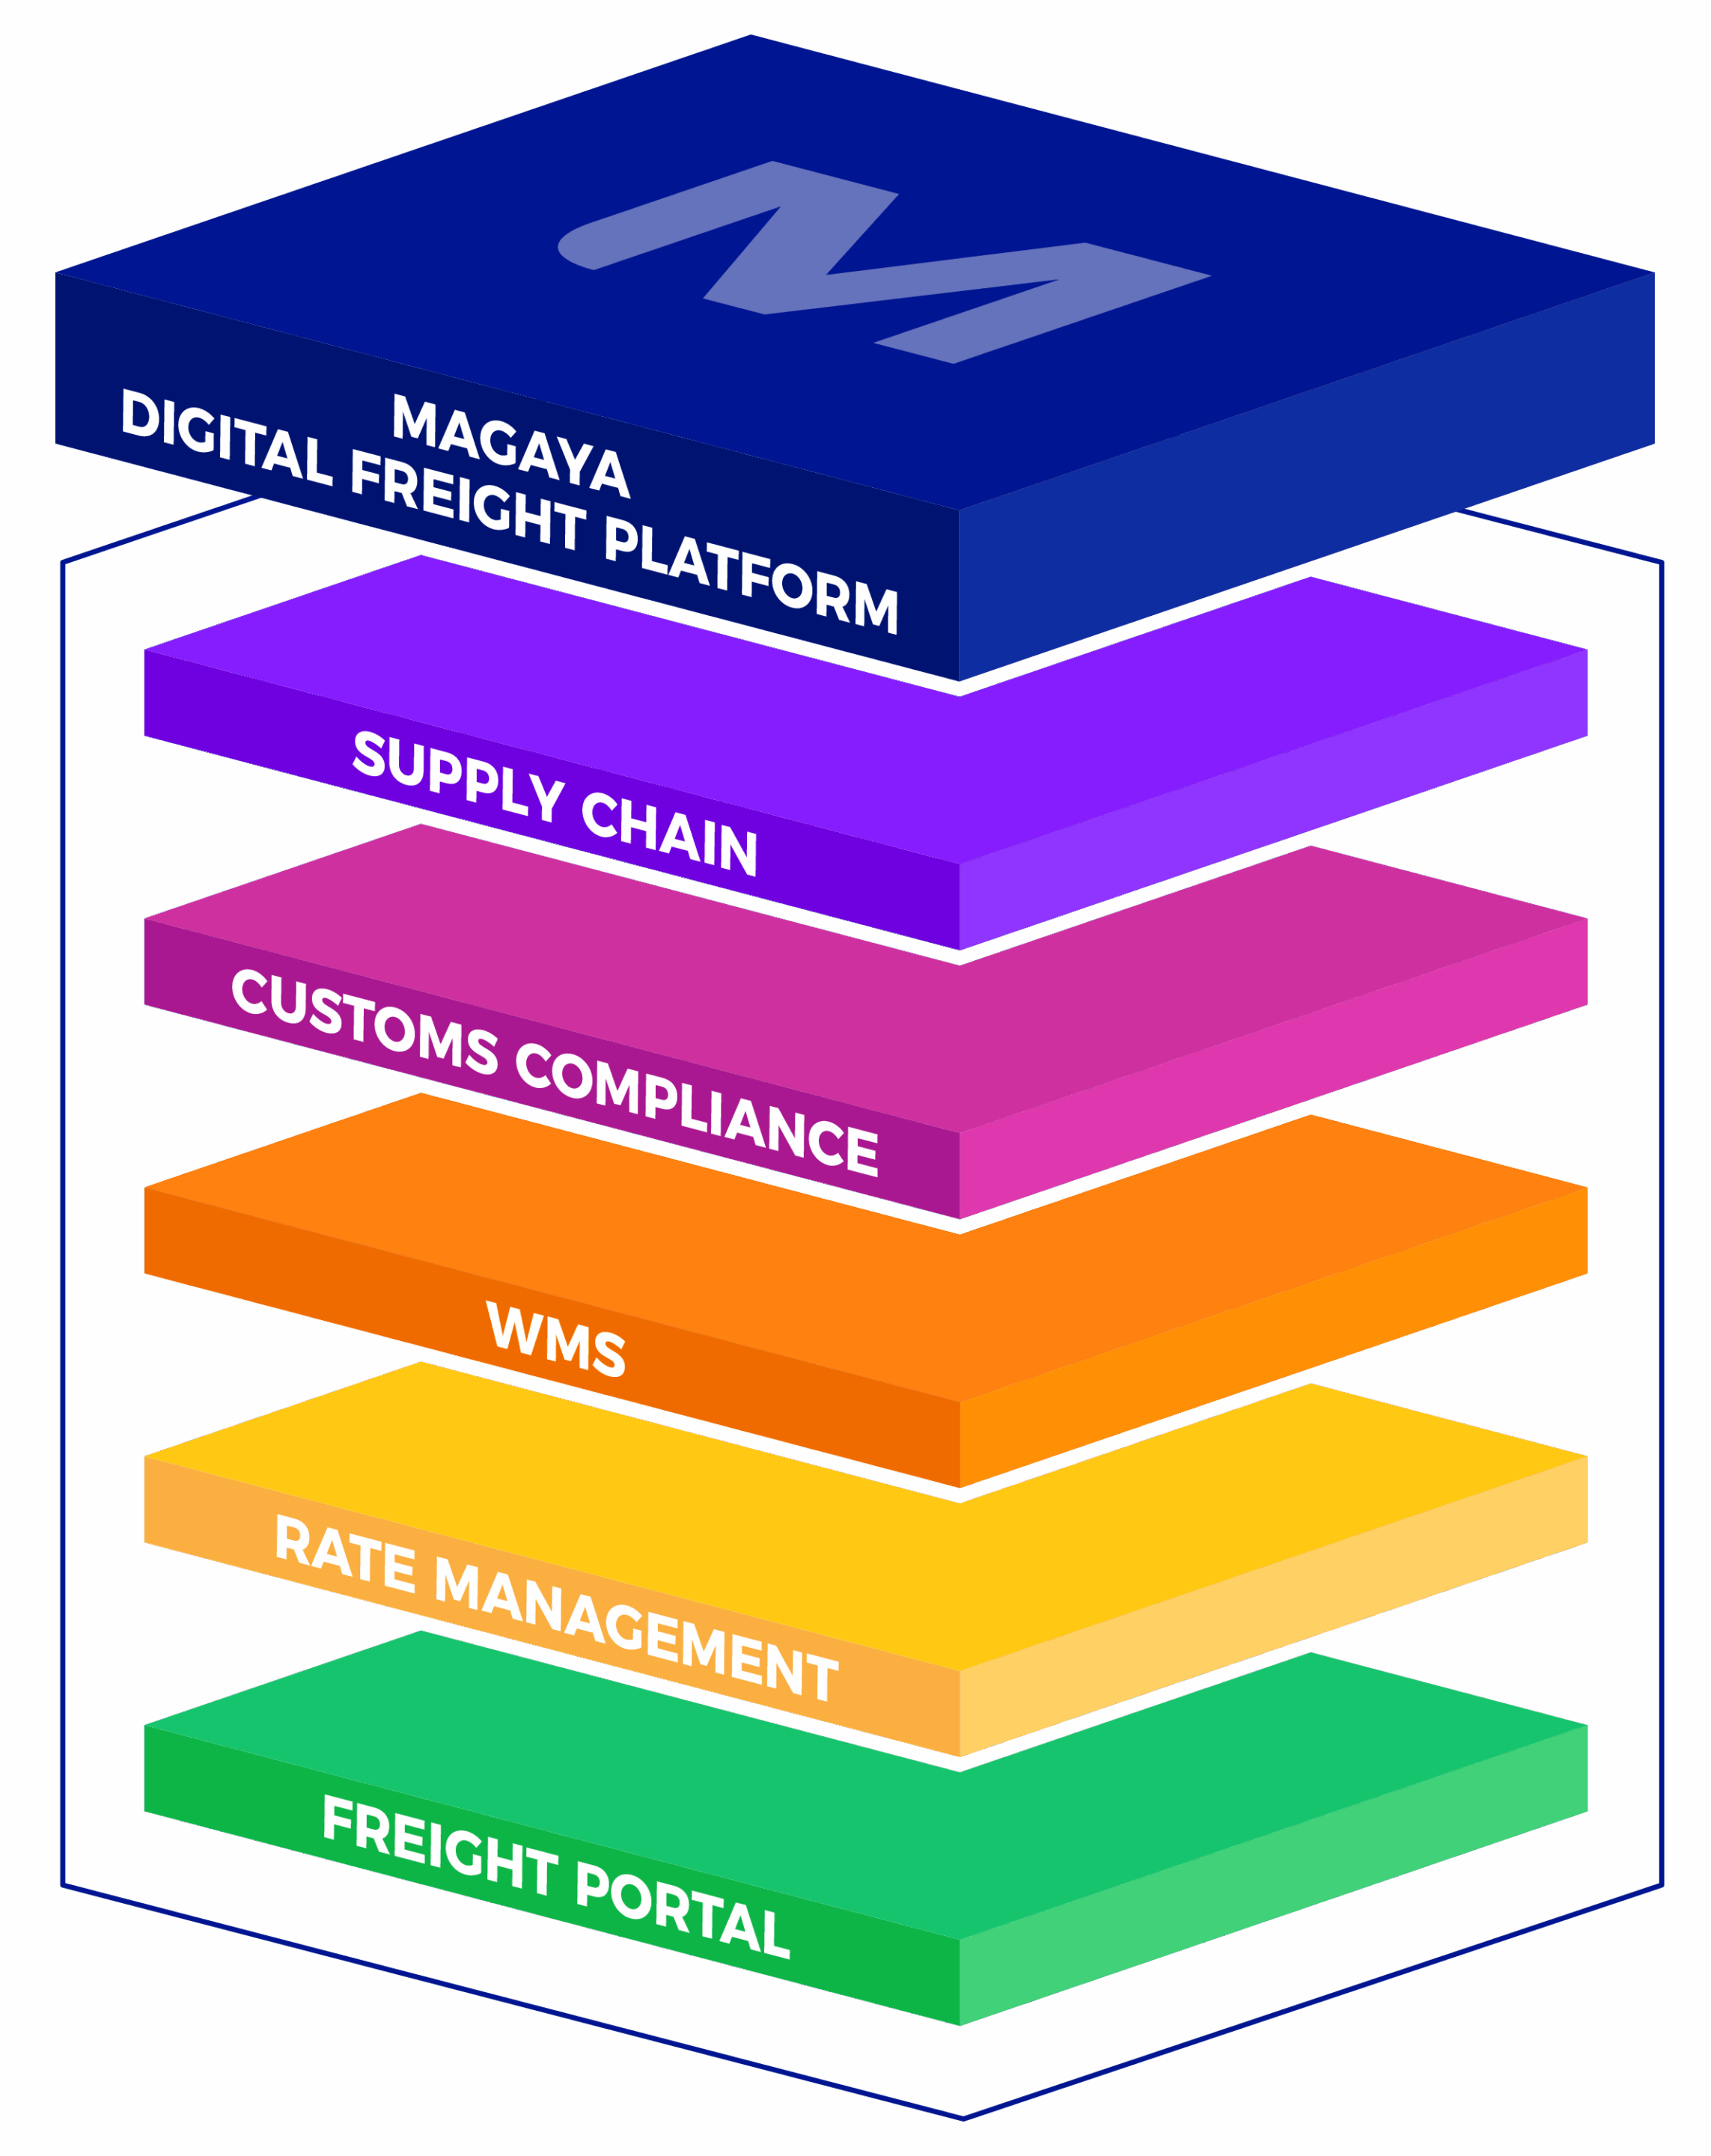 M
MAGAYA
DIGITAL FREIGHT PLATFORM
SUPPLY CHAIN
CUSTOMS COMPLIANCE
WMS
RATE MANAGEMENT
FREIGHT PORTAL